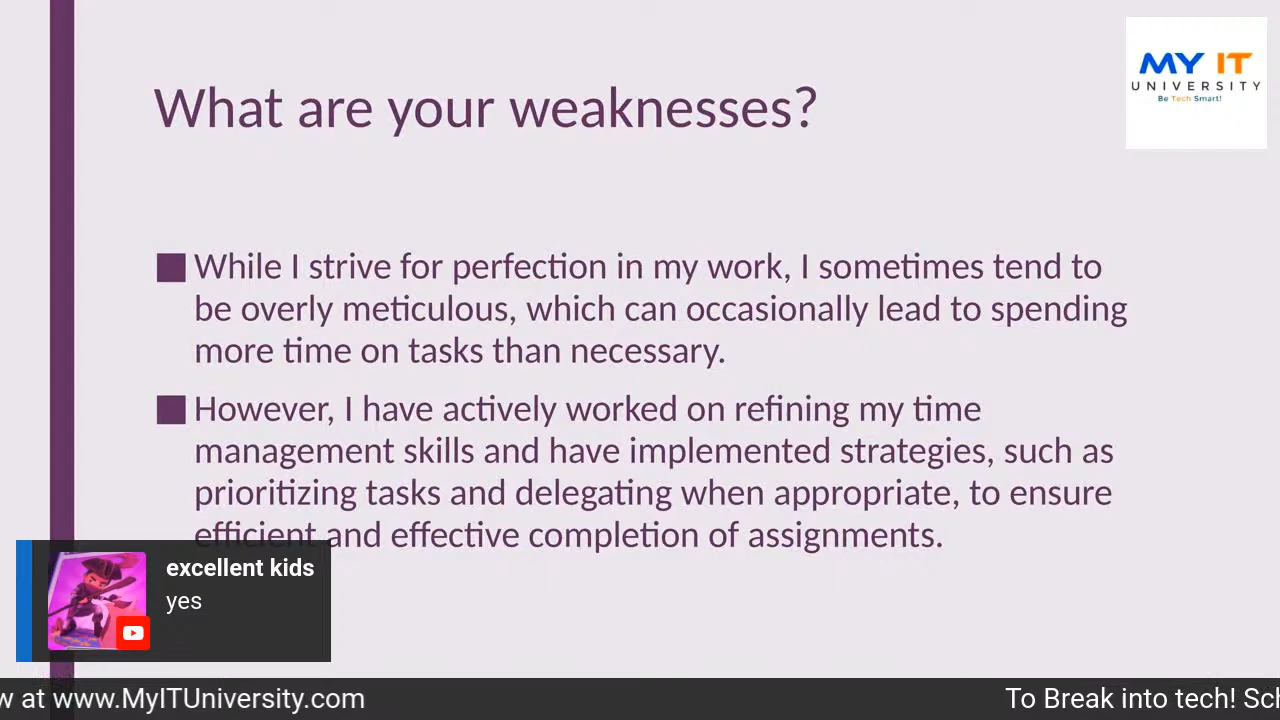 MY IT
UNIVERSITY
Be Tech Smart!
What are your weaknesses?
While I strive for perfection in my work, I sometimes tend to
be overly meticulous, which can occasionally lead to spending
more time on tasks than necessary.
However, I have actively worked on refining my time
management skills and have implemented strategies, such as
prioritizing tasks and delegating when appropriate, to ensure
efficient and effective completion of assignments.
excellent kids
yes
w at www.MyITUniversity.com
To Break into tech! Sch